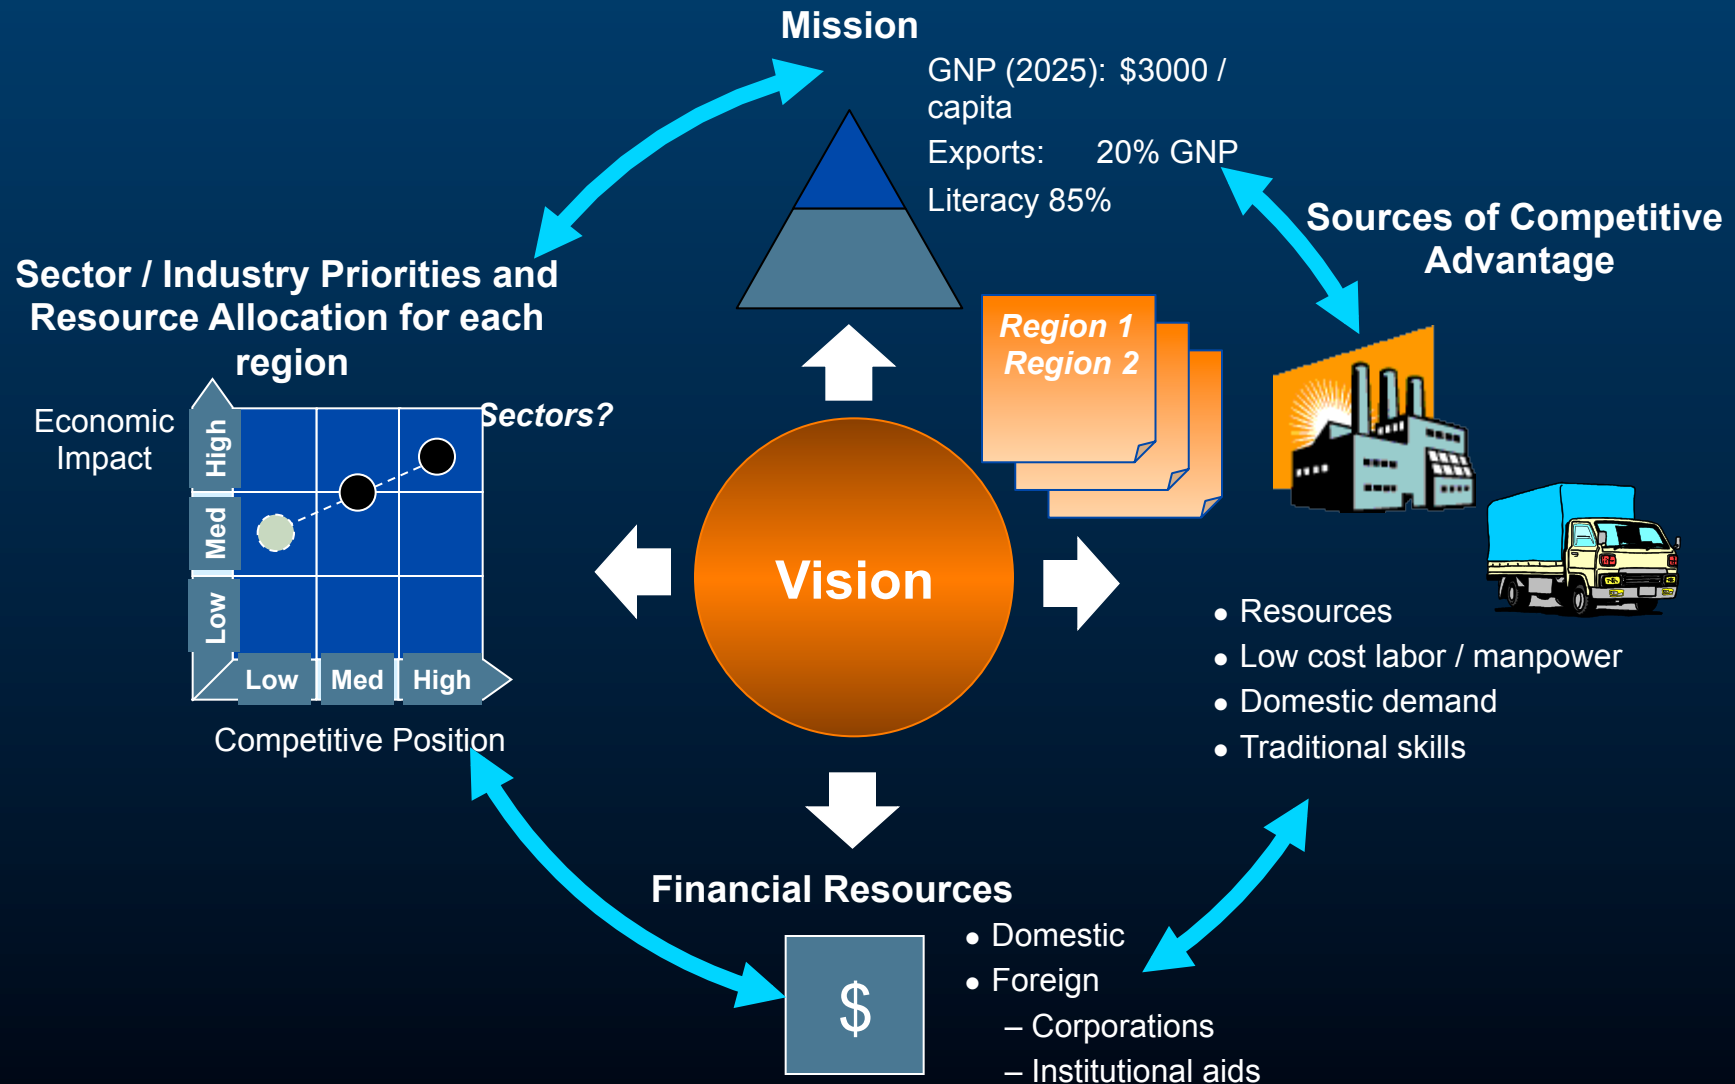 Mission
GNP (2025): $3000 /
capita
Exports: 20% GNP
Literacy 85%
Sources of Competitive
Advantage
Sector / Industry Priorities and
Resource Allocation for each
region
Region 1
Region 2
Sectors?
Economic
Impact
High
Med
Low
Low Med High
Competitive Position
Vision
• Resources
• Low cost labor / manpower
• Domestic demand
• Traditional skills
Financial Resources
$
• Domestic
• Foreign
– Corporations
– Institutional aids